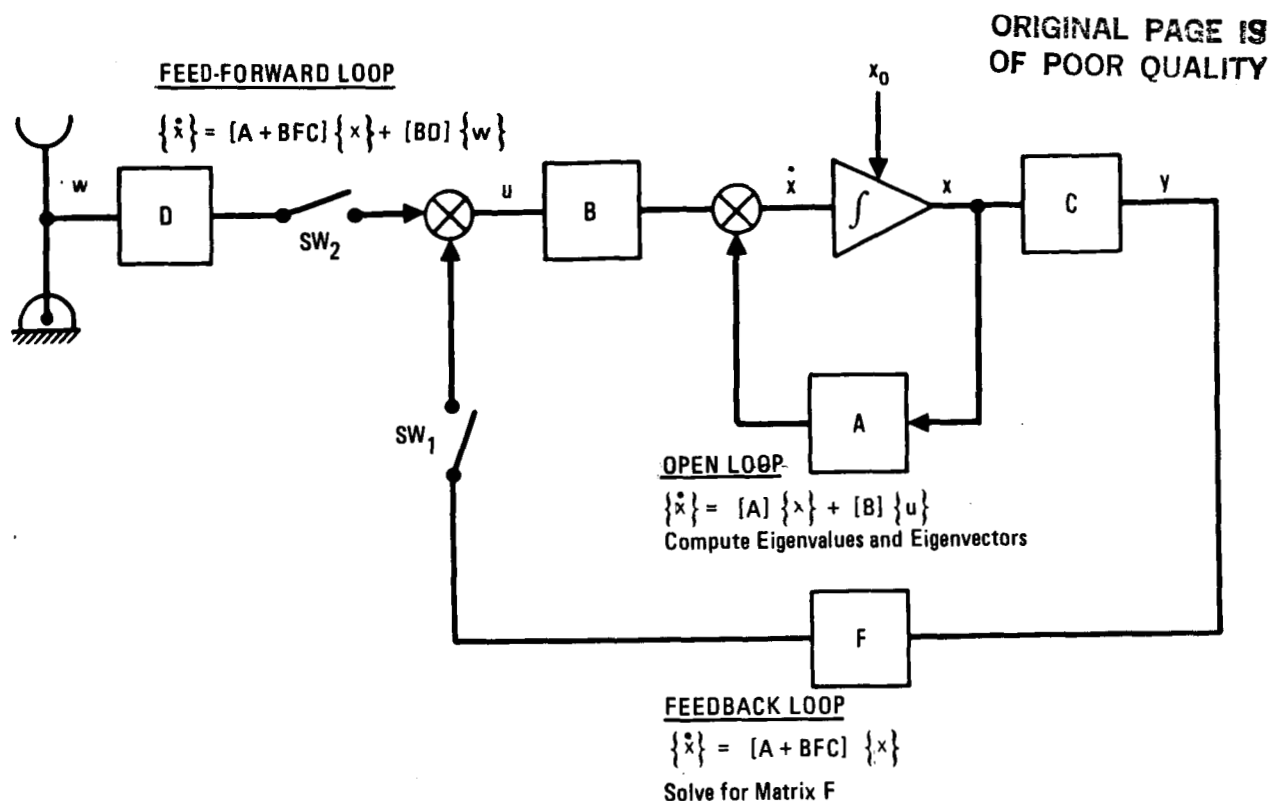 ORIGINAL PAGE IS
OF POOR QUALITY
FEED-FORWARD LOOP
{ẋ} = [A + BFC] {x} + [BD] {w}
x₀
w
D
SW₂
u
B
ẋ
∫
x
C
y
SW₁
A
OPEN LOOP
{ẋ} = [A] {x} + [B] {u}
Compute Eigenvalues and Eigenvectors
F
FEEDBACK LOOP
{ẋ} = [A + BFC] {x}
Solve for Matrix F